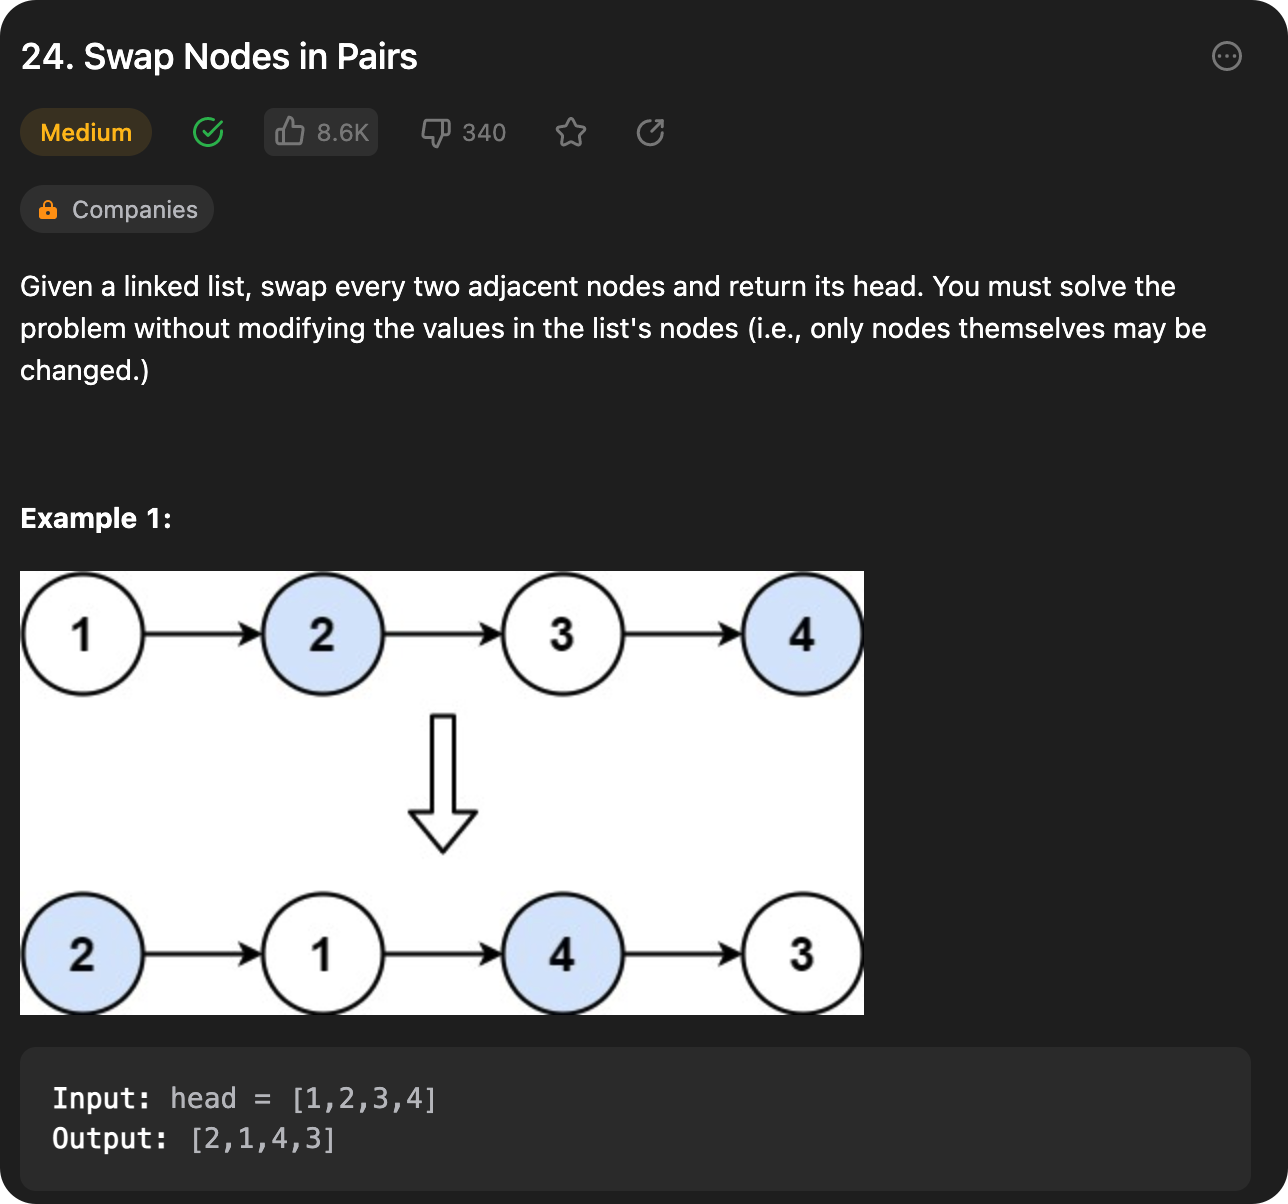 24. Swap Nodes in Pairs
Medium 8.6K 340
Companies
Given a linked list, swap every two adjacent nodes and return its head. You must solve the
problem without modifying the values in the list's nodes (i.e., only nodes themselves may be
changed.)
Example 1:
1 2 3 4
2 1 4 3
Input: head = [1,2,3,4]
Output: [2,1,4,3]